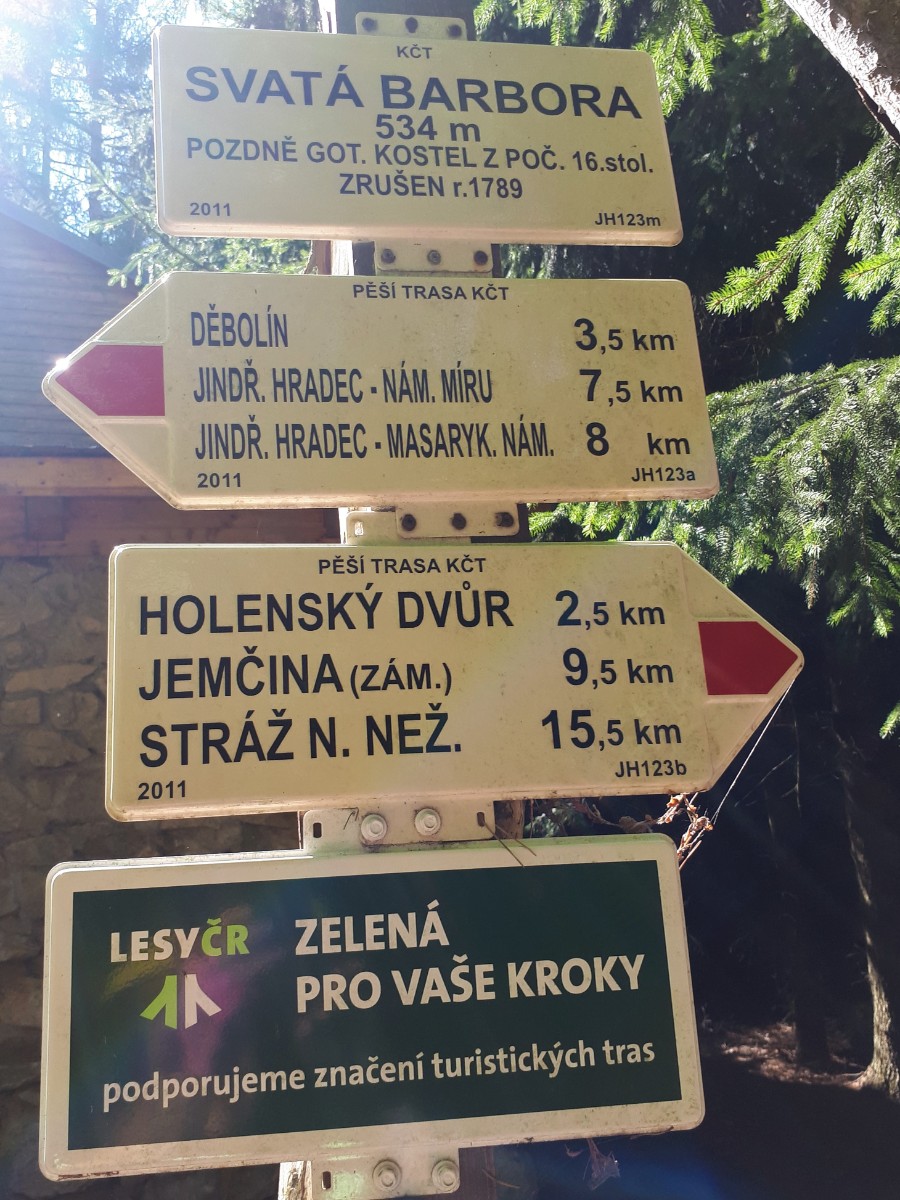 KČT
SVATÁ BARBORA
534 m
POZDNĚ GOT. KOSTEL Z POČ. 16.stol.
ZRUŠEN r.1789
2011 JH123m
PĚŠÍ TRASA KČT
DĚBOLÍN 3,5 km
JINDŘ. HRADEC - NÁM. MÍRU 7,5 km
JINDŘ. HRADEC - MASARYK. NÁM. 8 km
2011 JH123a
PĚŠÍ TRASA KČT
HOLENSKÝ DVŮR 2,5 km
JEMČINA (ZÁM.) 9,5 km
STRÁŽ N. NEŽ. 15,5 km
2011 JH123b
LESY ČR
ZELENÁ
PRO VAŠE KROKY
podporujeme značení turistických tras